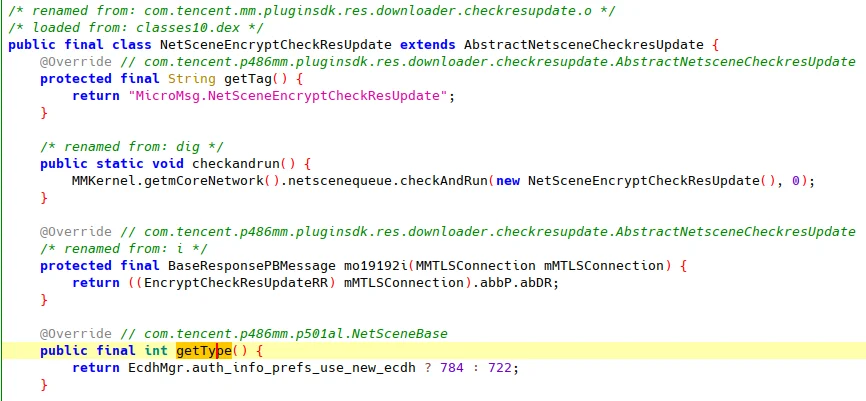 /* renamed from: com.tencent.mm.pluginsdk.res.downloader.checkresupdate.o */
/* loaded from: classes10.dex */
public final class NetSceneEncryptCheckResUpdate extends AbstractNetsceneCheckresUpdate {
@Override // com.tencent.p486mm.pluginsdk.res.downloader.checkresupdate.AbstractNetsceneCheckresUpdate
protected final String getTag() {
return "MicroMsg.NetSceneEncryptCheckResUpdate";
}
/* renamed from: dig */
public static void checkandrun() {
MMKernel.getmCoreNetwork().netscenequeue.checkAndRun(new NetSceneEncryptCheckResUpdate(), 0);
}
@Override // com.tencent.p486mm.pluginsdk.res.downloader.checkresupdate.AbstractNetsceneCheckresUpdate
/* renamed from: i */
protected final BaseResponsePBMessage mo19192i(MMTLSConnection mMTLSConnection) {
return ((EncryptCheckResUpdateRR) mMTLSConnection).abbP.abDR;
}
@Override // com.tencent.p486mm.p501al.NetSceneBase
public final int getType() {
return EcdhMgr.auth_info_prefs_use_new_ecdh ? 784 : 722;
}